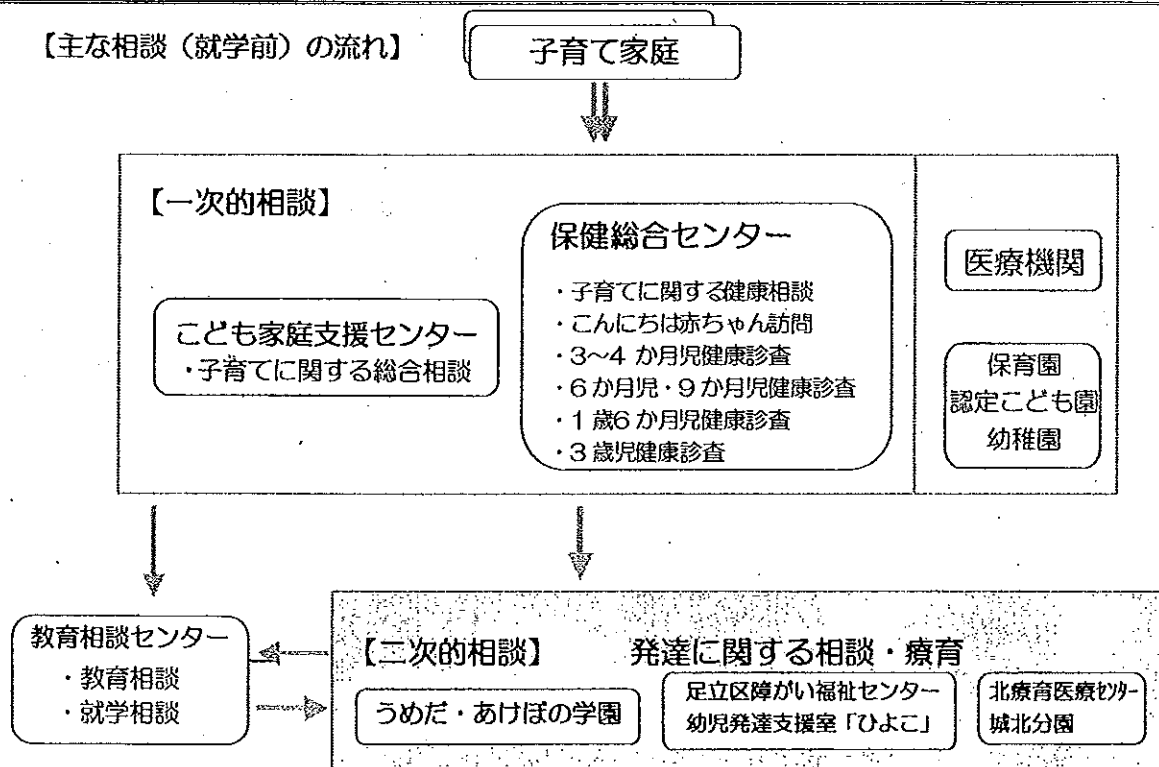 【主な相談（就学前）の流れ】
子育て家庭
【一次的相談】
こども家庭支援センター
・子育てに関する総合相談
保健総合センター
・子育てに関する健康相談
・こんにちは赤ちゃん訪問
・3～4か月児健康診査
・6か月児・9か月児健康診査
・1歳6か月児健康診査
・3歳児健康診査
医療機関
保育園
認定こども園
幼稚園
教育相談センター
・教育相談
・就学相談
【二次的相談】　発達に関する相談・療育
うめだ・あけぼの学園
足立区障がい福祉センター
幼児発達支援室「ひよこ」
北療育医療センター
城北分園